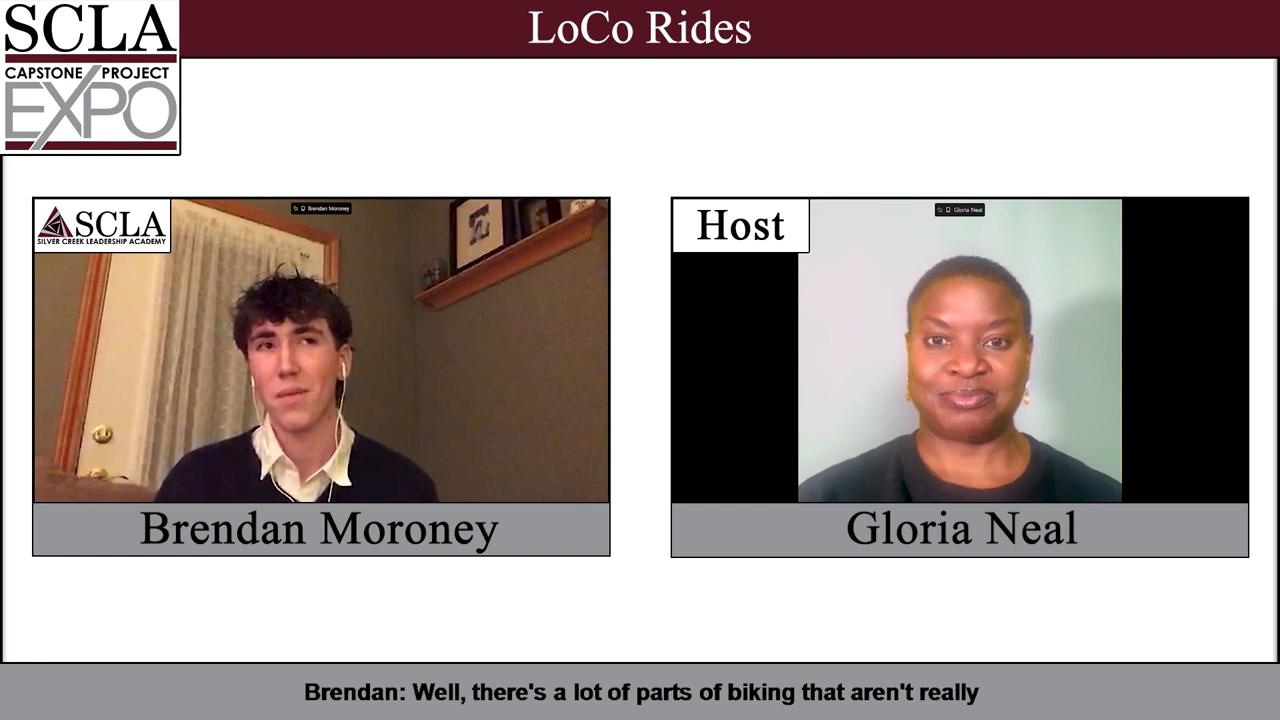 SCLA
CAPSTONE PROJECT
EXPO
LoCo Rides
SCLA
SILVER CREEK LEADERSHIP ACADEMY
Brendan Moroney
Host
Gloria Neal
Brendan Moroney
Gloria Neal
Brendan: Well, there's a lot of parts of biking that aren't really